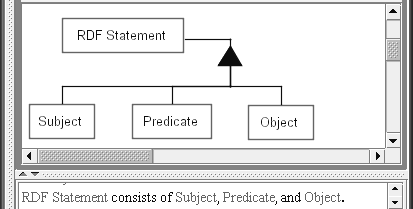 RDF Statement
Subject
Predicate
Object
RDF Statement consists of Subject, Predicate, and Object.